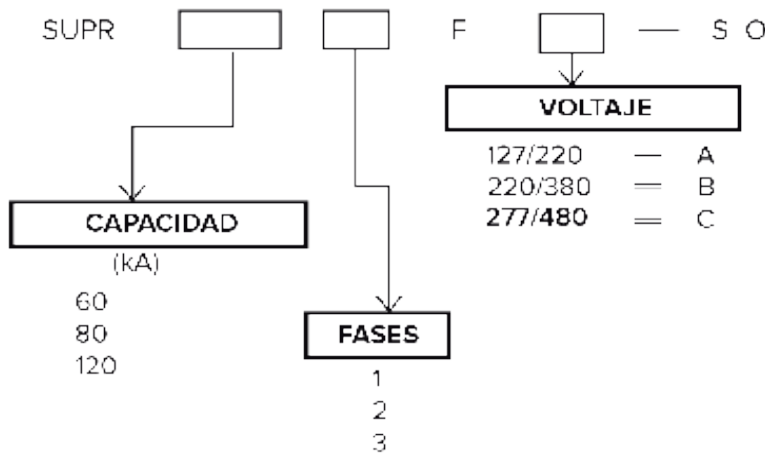 SUPR F — S O
VOLTAJE
127/220 — A
220/380 = B
277/480 = C
CAPACIDAD
(kA)
60
80
120
FASES
1
2
3